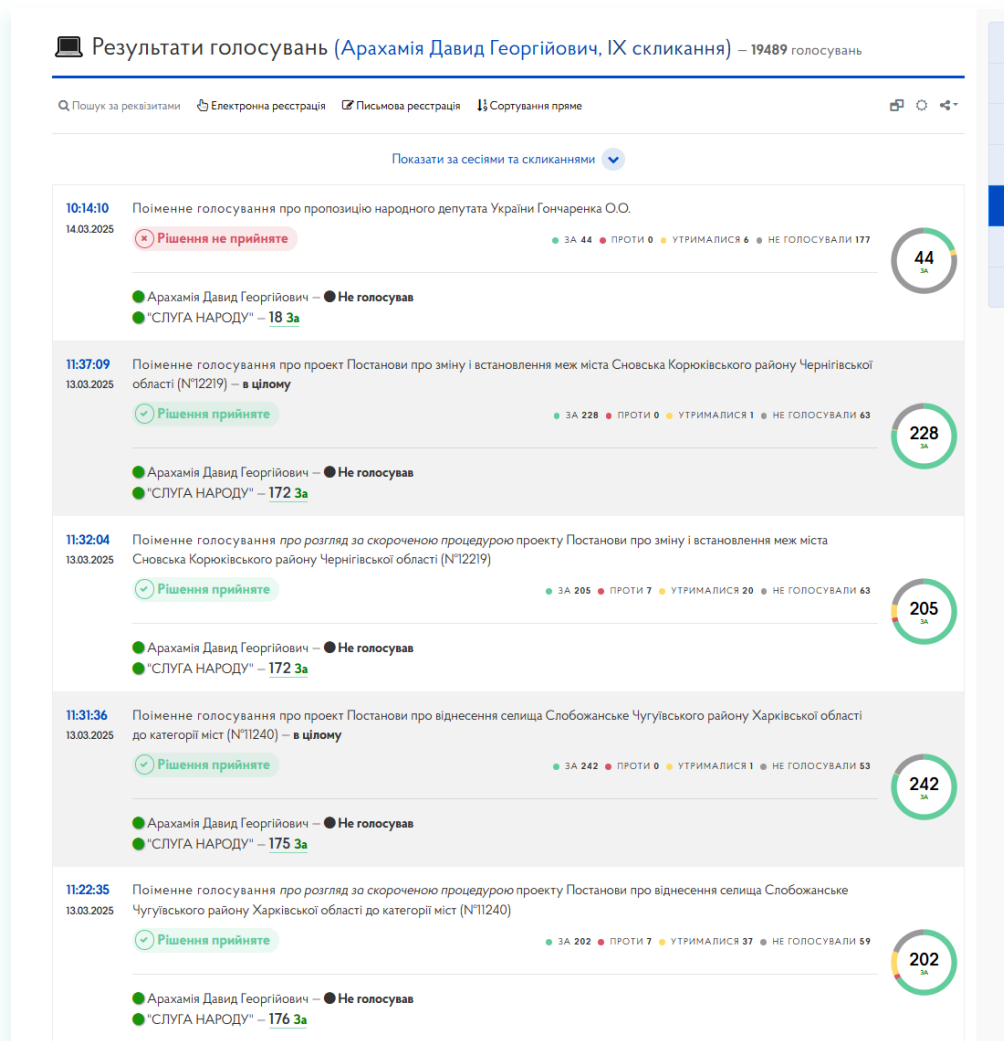 Результати голосувань (Арахамія Давид Георгійович, IX скликання) – 19489 голосувань
Пошук за реквізитами Електронна реєстрація Письмова реєстрація Сортування пряме
Показати за сесіями та скликаннями
10:14:10 Поіменне голосування про пропозицію народного депутата України Гончаренка О.О.
14.03.2025
Рішення не прийняте
ЗА 44 ПРОТИ 0 УТРИМАЛИСЯ 6 НЕ ГОЛОСУВАЛИ 177
44
ЗА
Арахамія Давид Георгійович – Не голосував
"СЛУГА НАРОДУ" – 18 За
11:37:09 Поіменне голосування про проект Постанови про зміну і встановлення меж міста Сновська Корюківського району Чернігівської
13.03.2025 області (№12219) – в цілому
Рішення прийняте
ЗА 228 ПРОТИ 0 УТРИМАЛИСЯ 1 НЕ ГОЛОСУВАЛИ 63
228
ЗА
Арахамія Давид Георгійович – Не голосував
"СЛУГА НАРОДУ" – 172 За
11:32:04 Поіменне голосування про розгляд за скороченою процедурою проекту Постанови про зміну і встановлення меж міста
13.03.2025 Сновська Корюківського району Чернігівської області (№12219)
Рішення прийняте
ЗА 205 ПРОТИ 7 УТРИМАЛИСЯ 20 НЕ ГОЛОСУВАЛИ 63
205
ЗА
Арахамія Давид Георгійович – Не голосував
"СЛУГА НАРОДУ" – 172 За
11:31:36 Поіменне голосування про проект Постанови про віднесення селища Слобожанське Чугуївського району Харківської області
13.03.2025 до категорії міст (№11240) – в цілому
Рішення прийняте
ЗА 242 ПРОТИ 0 УТРИМАЛИСЯ 1 НЕ ГОЛОСУВАЛИ 53
242
ЗА
Арахамія Давид Георгійович – Не голосував
"СЛУГА НАРОДУ" – 175 За
11:22:35 Поіменне голосування про розгляд за скороченою процедурою проекту Постанови про віднесення селища Слобожанське
13.03.2025 Чугуївського району Харківської області до категорії міст (№11240)
Рішення прийняте
ЗА 202 ПРОТИ 7 УТРИМАЛИСЯ 37 НЕ ГОЛОСУВАЛИ 59
202
ЗА
Арахамія Давид Георгійович – Не голосував
"СЛУГА НАРОДУ" – 176 За